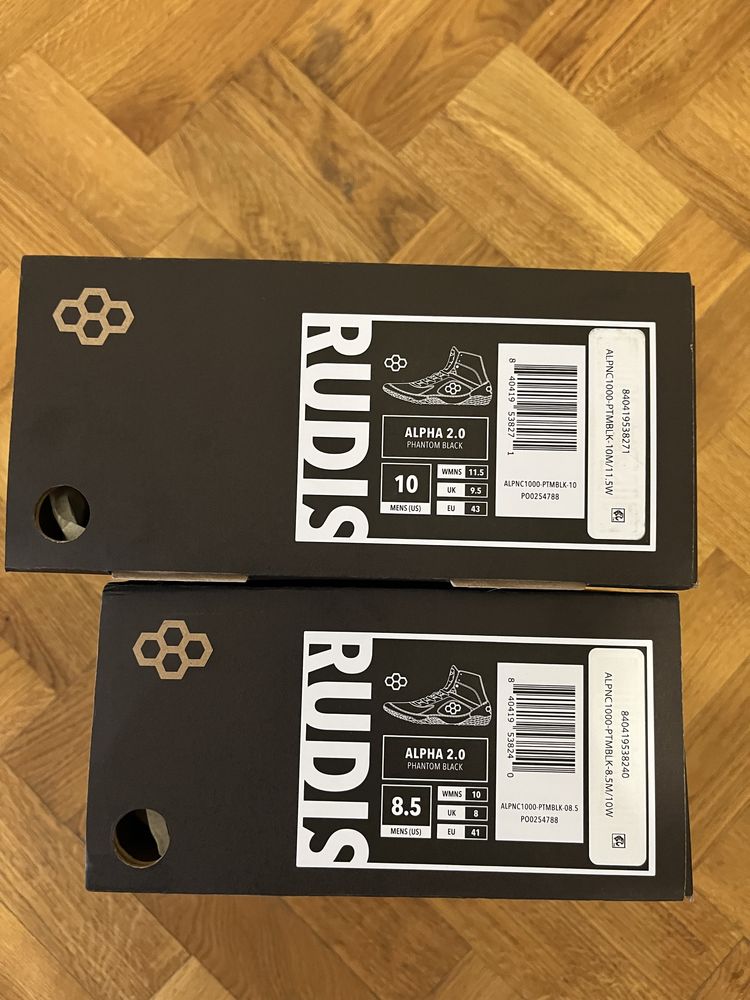 RUDIS
ALPHA 2.0
PHANTOM BLACK
10
MENS (US)
WMNS 11.5
UK 9.5
EU 43
8 40419 53827 1
ALPNC1000-PTMBLK-10
PO0254788
840419538271
ALPNC1000-PTMBLK-10M/11.5W
RUDIS
ALPHA 2.0
PHANTOM BLACK
8.5
MENS (US)
WMNS 10
UK 8
EU 41
8 40419 53824 0
ALPNC1000-PTMBLK-08.5
PO0254788
840419538240
ALPNC1000-PTMBLK-8.5M/10W